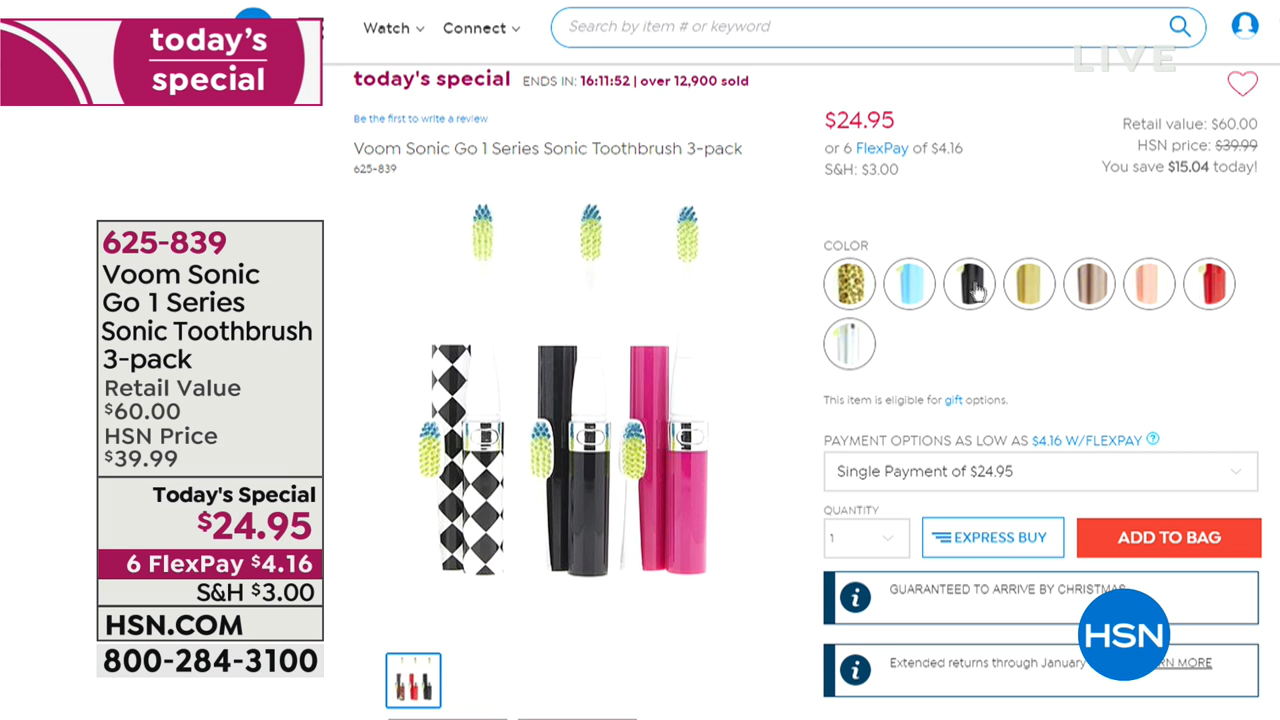 today's
special
625-839
Voom Sonic
Go 1 Series
Sonic Toothbrush
3-pack
Retail Value
$60.00
HSN Price
$39.99
Today's Special
$24.95
6 FlexPay $4.16
S&H $3.00
HSN.COM
800-284-3100
Watch
Connect
Search by item # or keyword
LIVE
today's special ENDS IN: 16:11:52 | over 12,900 sold
Be the first to write a review
Voom Sonic Go 1 Series Sonic Toothbrush 3-pack
625-839
$24.95
or 6 FlexPay of $4.16
S&H: $3.00
Retail value: $60.00
HSN price: $39.99
You save $15.04 today!
COLOR
This item is eligible for gift options.
PAYMENT OPTIONS AS LOW AS $4.16 W/FLEXPAY ?
Single Payment of $24.95
QUANTITY
1
EXPRESS BUY
ADD TO BAG
GUARANTEED TO ARRIVE BY CHRISTMAS
Extended returns through January
MORE
HSN